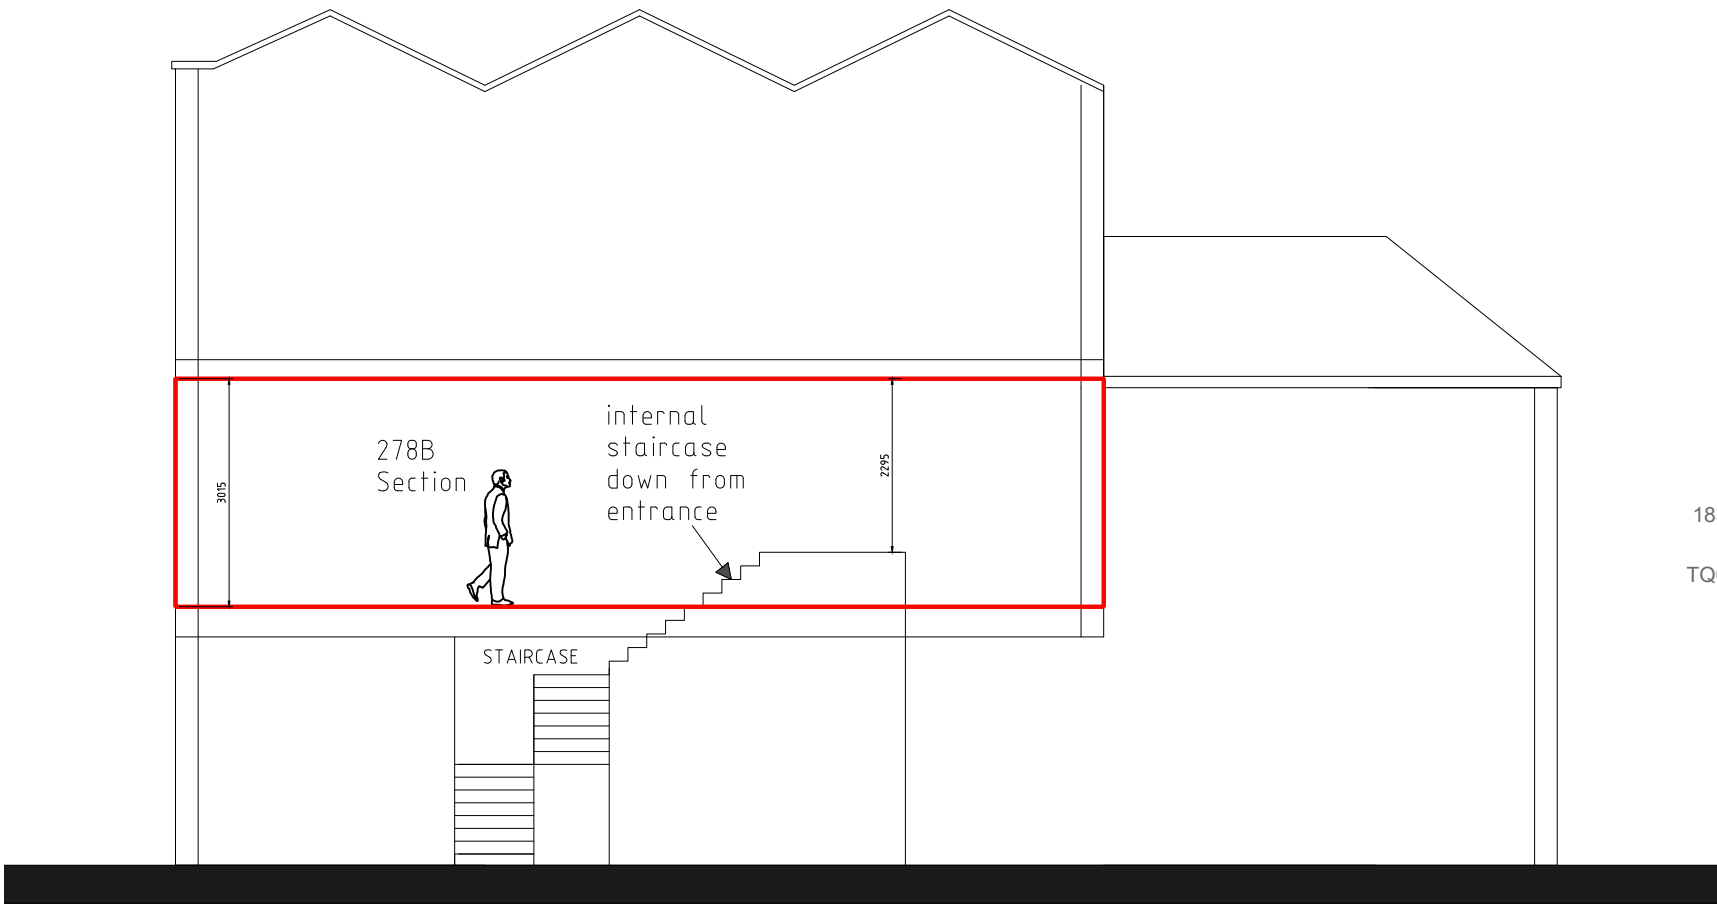 internal
staircase
down from
entrance
278B
Section
2295
3015
STAIRCASE
18
TQ